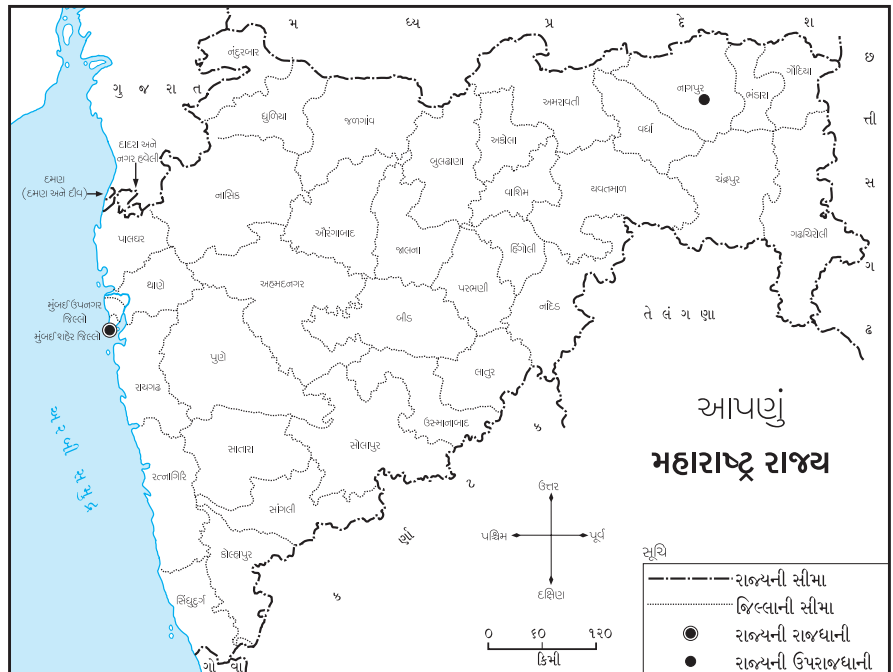 મ ધ્ય પ્ર દે શ
ગુ જ રા ત
છ
ત્તી
સ
ગ
ઢ
નંદુરબાર
ધુળિયા
જળગાંવ
બુલઢાણા
અકોલા
અમરાવતી
વર્ધા
નાગપુર
ભંડારા
ગોંદિયા
દાદરા અને
નગર હવેલી
દમણ
(દમણ અને દીવ)
નાસિક
ઔરંગાબાદ
જાલના
વાશિમ
યવતમાળ
ચંદ્રપુર
ગઢચિરોલી
પાલઘર
થાણે
અહમદનગર
બીડ
પરભણી
હિંગોલી
નાંદેડ
તે લં ગ ણા
મુંબઈ ઉપનગર
જિલ્લો
મુંબઈ શહેર જિલ્લો
રાયગઢ
પુણે
લાતુર
ઉસ્માનાબાદ
સોલાપુર
સાતારા
રત્નાગિરિ
સાંગલી
કોલ્હાપુર
સિંધુદુર્ગ
ગો વા
ક ર્ણા ટ ક
અ ર બી સ મુ દ્ર
આપણું
મહારાષ્ટ્ર રાજ્ય
ઉત્તર
પશ્ચિમ
પૂર્વ
દક્ષિણ
૦ ૬૦ ૧૨૦
કિમી
સૂચિ
રાજ્યની સીમા
જિલ્લાની સીમા
રાજ્યની રાજધાની
રાજ્યની ઉપરાજધાની